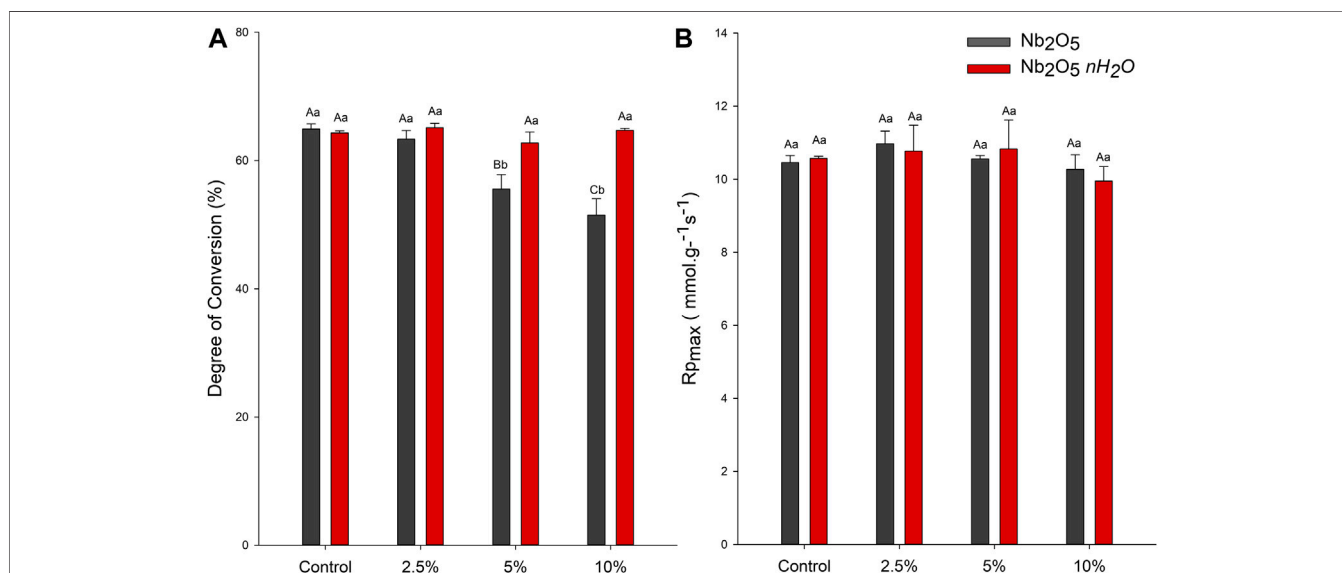 A
Degree of Conversion (%)
80
60
40
20
0
Aa Aa
Aa Aa
Bb Aa
Cb Aa
Control 2.5% 5% 10%
B
Nb2O5
Nb2O5 nH2O
Rpmax ( mmol.g-1s-1)
14
12
10
8
6
4
2
0
Aa Aa
Aa Aa
Aa Aa
Aa Aa
Control 2.5% 5% 10%